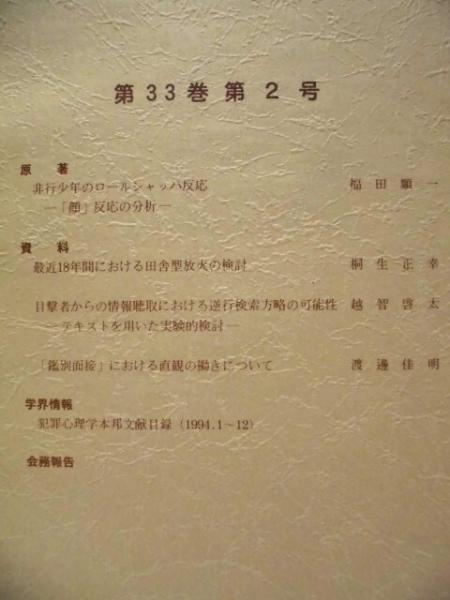 第33巻第2号
原著
非行少年のロールシャッハ反応 福田顕一
―「顔」反応の分析―
資料
最近18年間における田舎型放火の検討 桐生正幸
目撃者からの情報聴取における逆行検索方略の可能性 越智啓太
―テキストを用いた実験的検討―
「鑑別面接」における直観の働きについて 渡邊佳明
学界情報
犯罪心理学本邦文献目録（1994.1～12）
会務報告